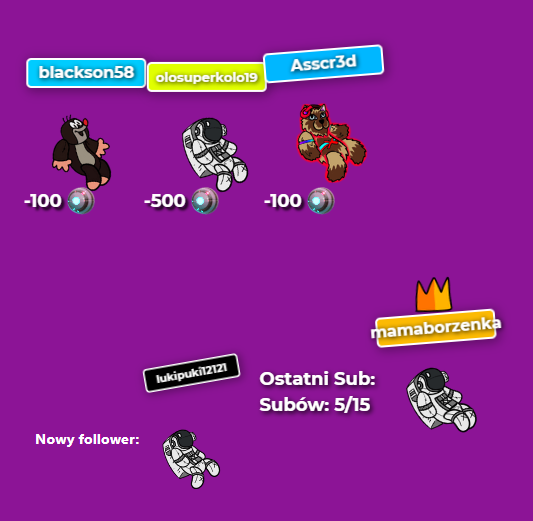 blackson58
olosuperkolo19
Asscr3d
-100
-500
-100
mamaborzenka
lukipuki12121
Ostatni Sub:
Subów: 5/15
Nowy follower: